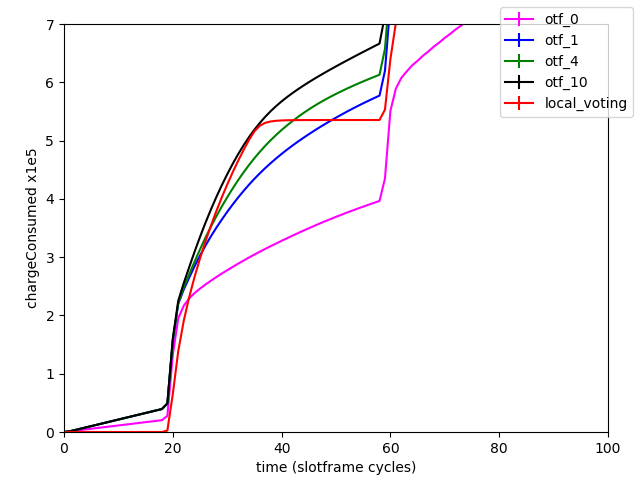 otf_0
otf_1
otf_4
otf_10
local_voting
7
6
5
4
3
2
1
0
chargeConsumed x1e5
0 20 40 60 80 100
time (slotframe cycles)